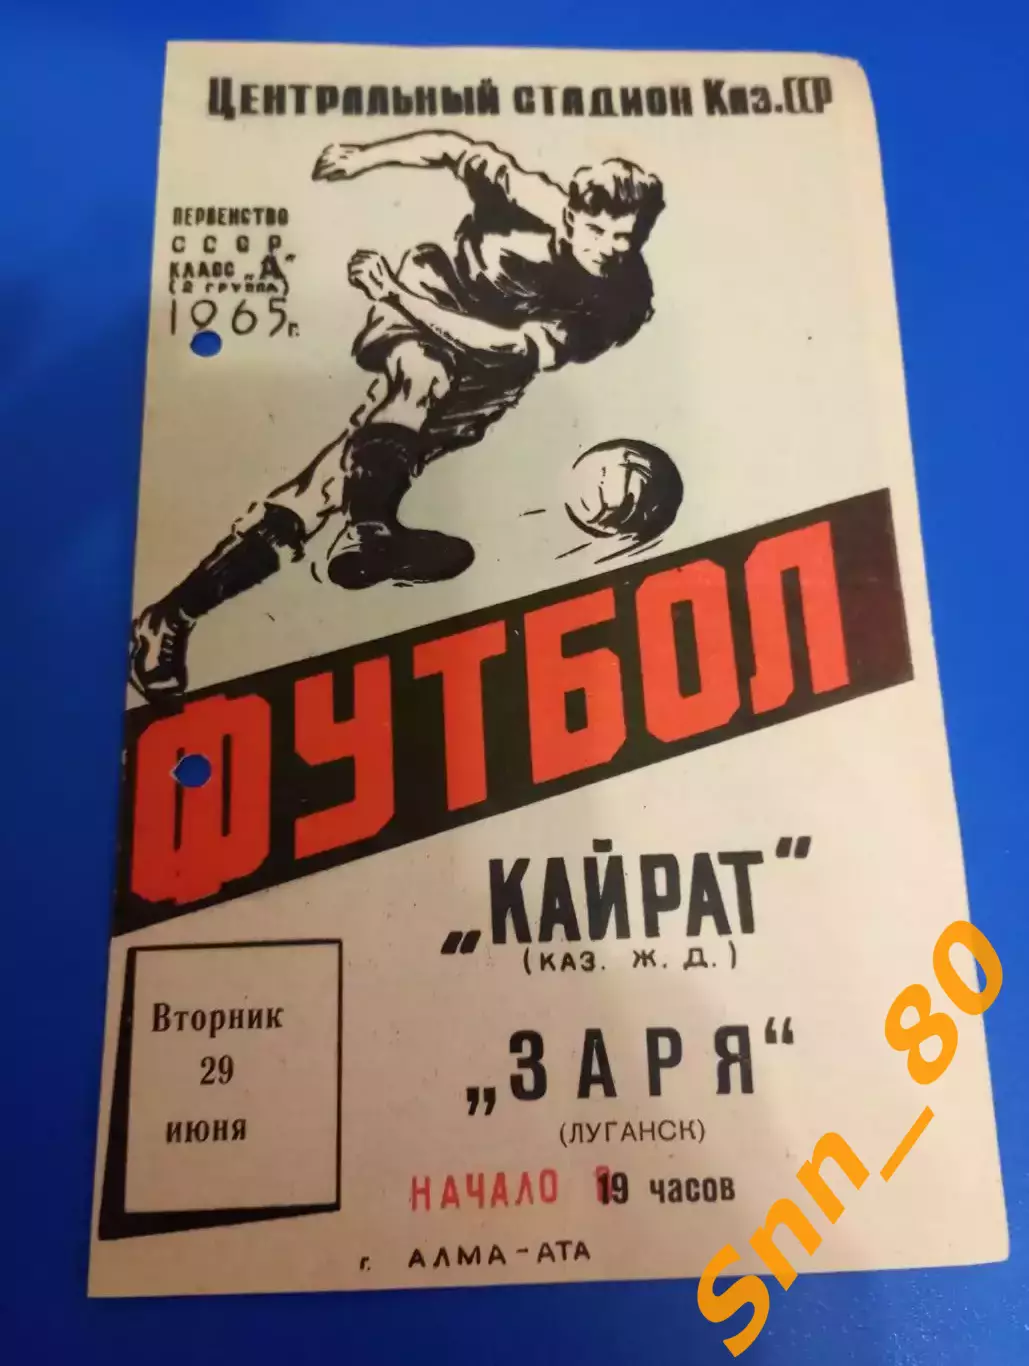 ЦЕНТРАЛЬНЫЙ СТАДИОН КАЗ.ССР
ПЕРВЕНСТВО
СССР
КЛАСС „А"
(2 ГРУППА)
1965 г.
ФУТБОЛ
„КАЙРАТ"
(КАЗ. Ж. Д.)
„ЗАРЯ"
(ЛУГАНСК)
Вторник
29
июня
НАЧАЛО 19 часов
г. АЛМА-АТА
Snn_80